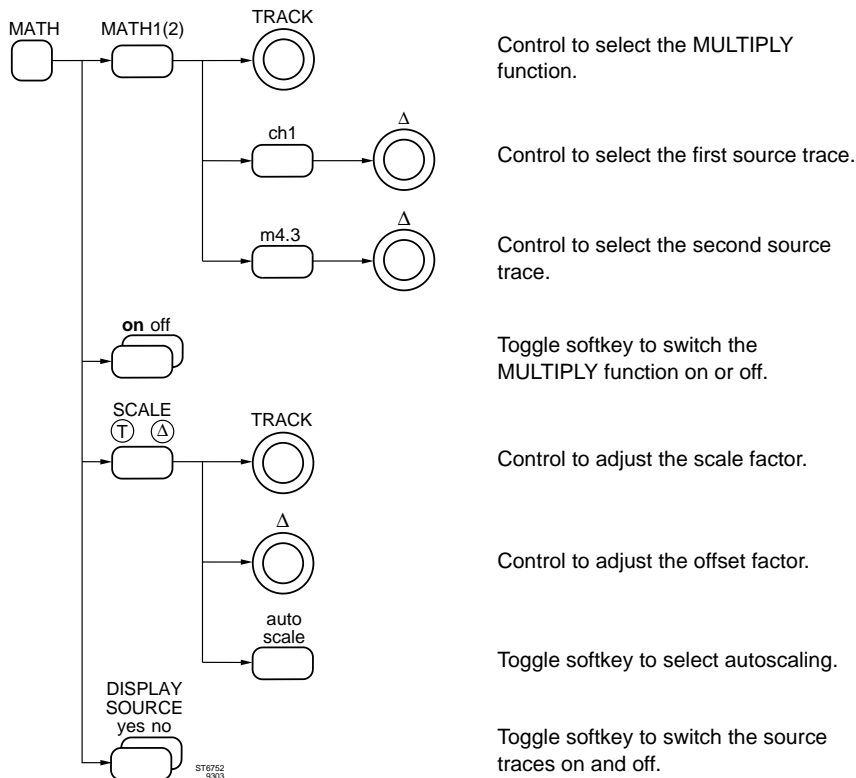 MATH MATH1(2) TRACK
Control to select the MULTIPLY
function.
Δ
ch1
Control to select the first source trace.
Δ
m4.3
Control to select the second source
trace.
on off
Toggle softkey to switch the
MULTIPLY function on or off.
SCALE
T Δ
TRACK
Control to adjust the scale factor.
Δ
Control to adjust the offset factor.
auto
scale
Toggle softkey to select autoscaling.
DISPLAY
SOURCE
yes no
Toggle softkey to switch the source
traces on and off.
ST6752
9303